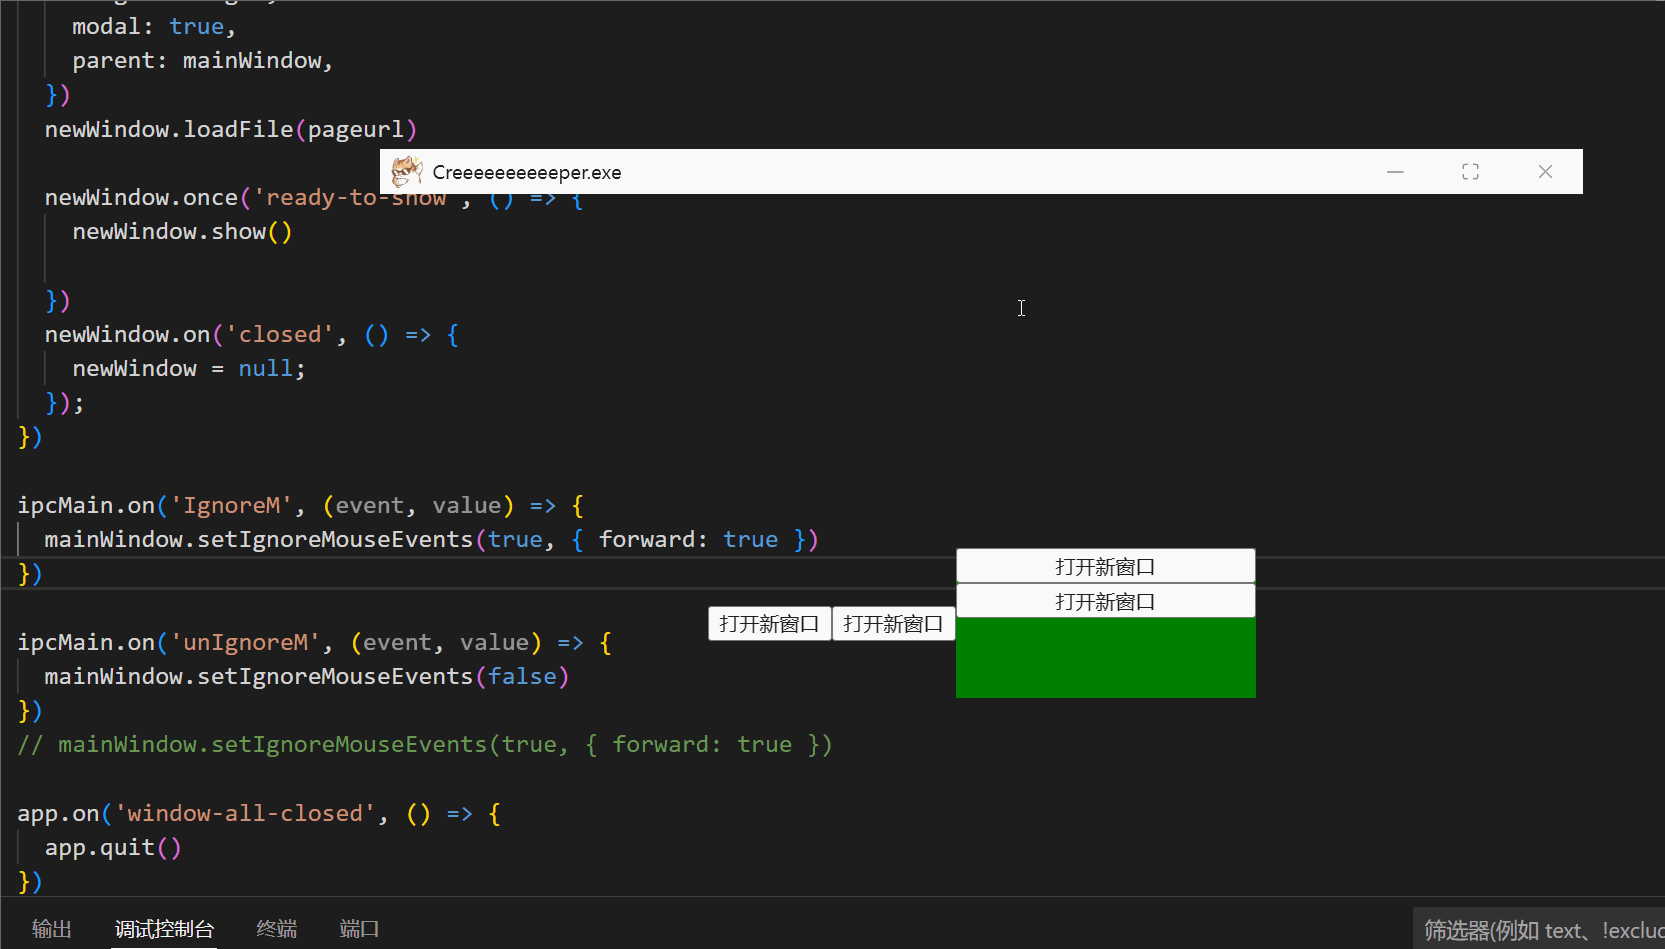 modal: true,
parent: mainWindow,
})
newWindow.loadFile(pageurl)
Creeeeeeeeeeper.exe
newWindow.once('ready-to-show', () => {
newWindow.show()
})
newWindow.on('closed', () => {
newWindow = null;
});
})
ipcMain.on('IgnoreM', (event, value) => {
mainWindow.setIgnoreMouseEvents(true, { forward: true })
})
打开新窗口
打开新窗口
打开新窗口 打开新窗口
ipcMain.on('unIgnoreM', (event, value) => {
mainWindow.setIgnoreMouseEvents(false)
})
// mainWindow.setIgnoreMouseEvents(true, { forward: true })
app.on('window-all-closed', () => {
app.quit()
})
输出 调试控制台 终端 端口
筛选器(例如 text、!exclud